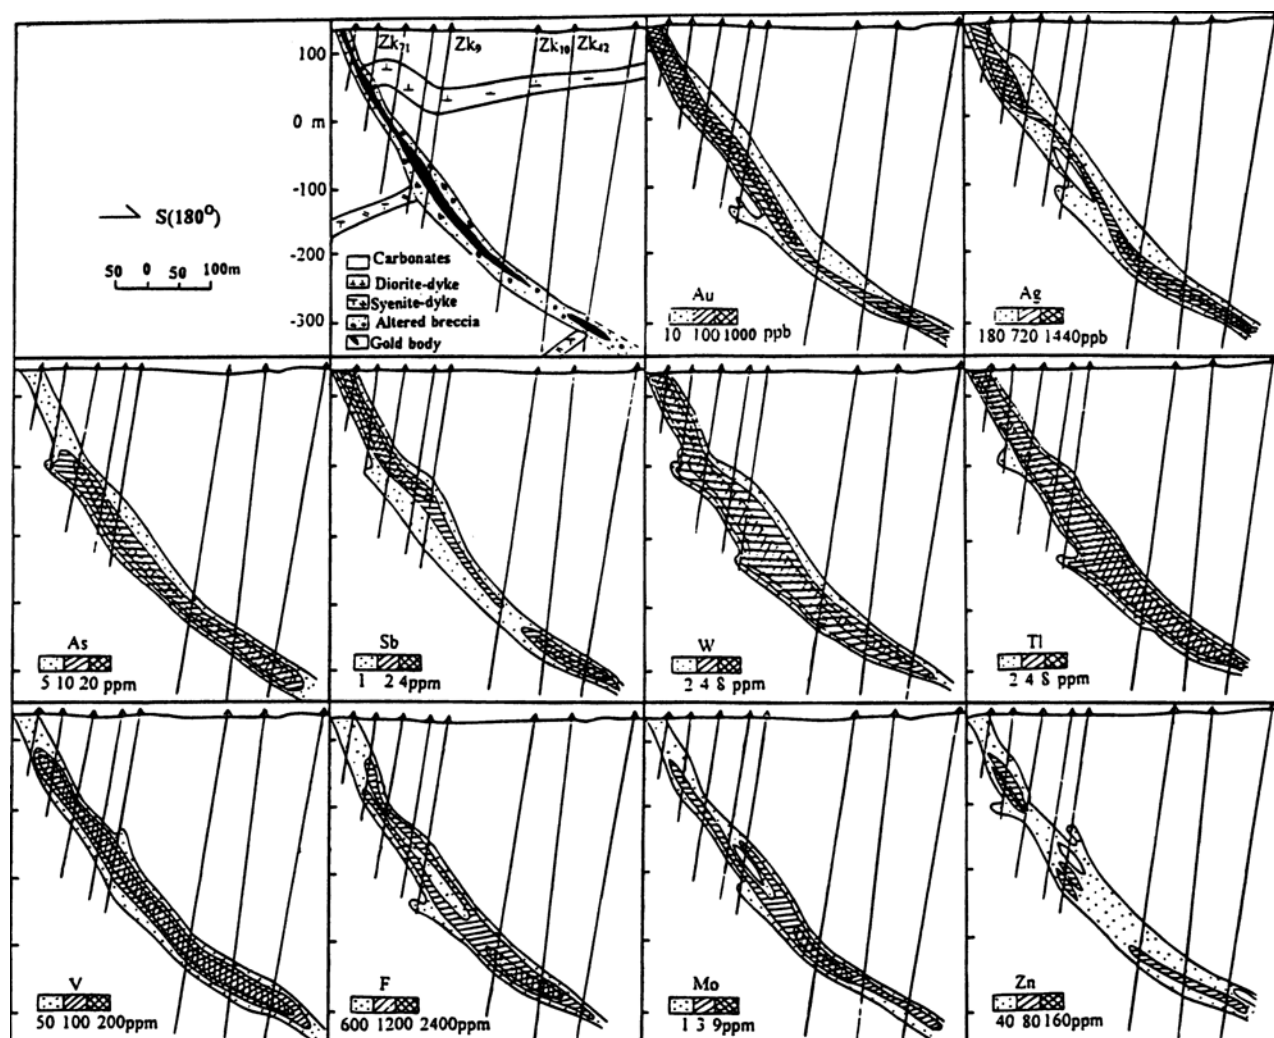 Zk71 Zk9 Zk10 Zk42
100
0 m
-100
-200
-300
S(180°)
50 0 50 100m
Carbonates
Diorite-dyke
Syenite-dyke
Altered breccia
Gold body
Au
10 100 1000 ppb
Ag
180 720 1440ppb
As
5 10 20 ppm
Sb
1 2 4ppm
W
2 4 8 ppm
Tl
2 4 8 ppm
V
50 100 200ppm
F
600 1200 2400ppm
Mo
1 3 9ppm
Zn
40 80 160ppm